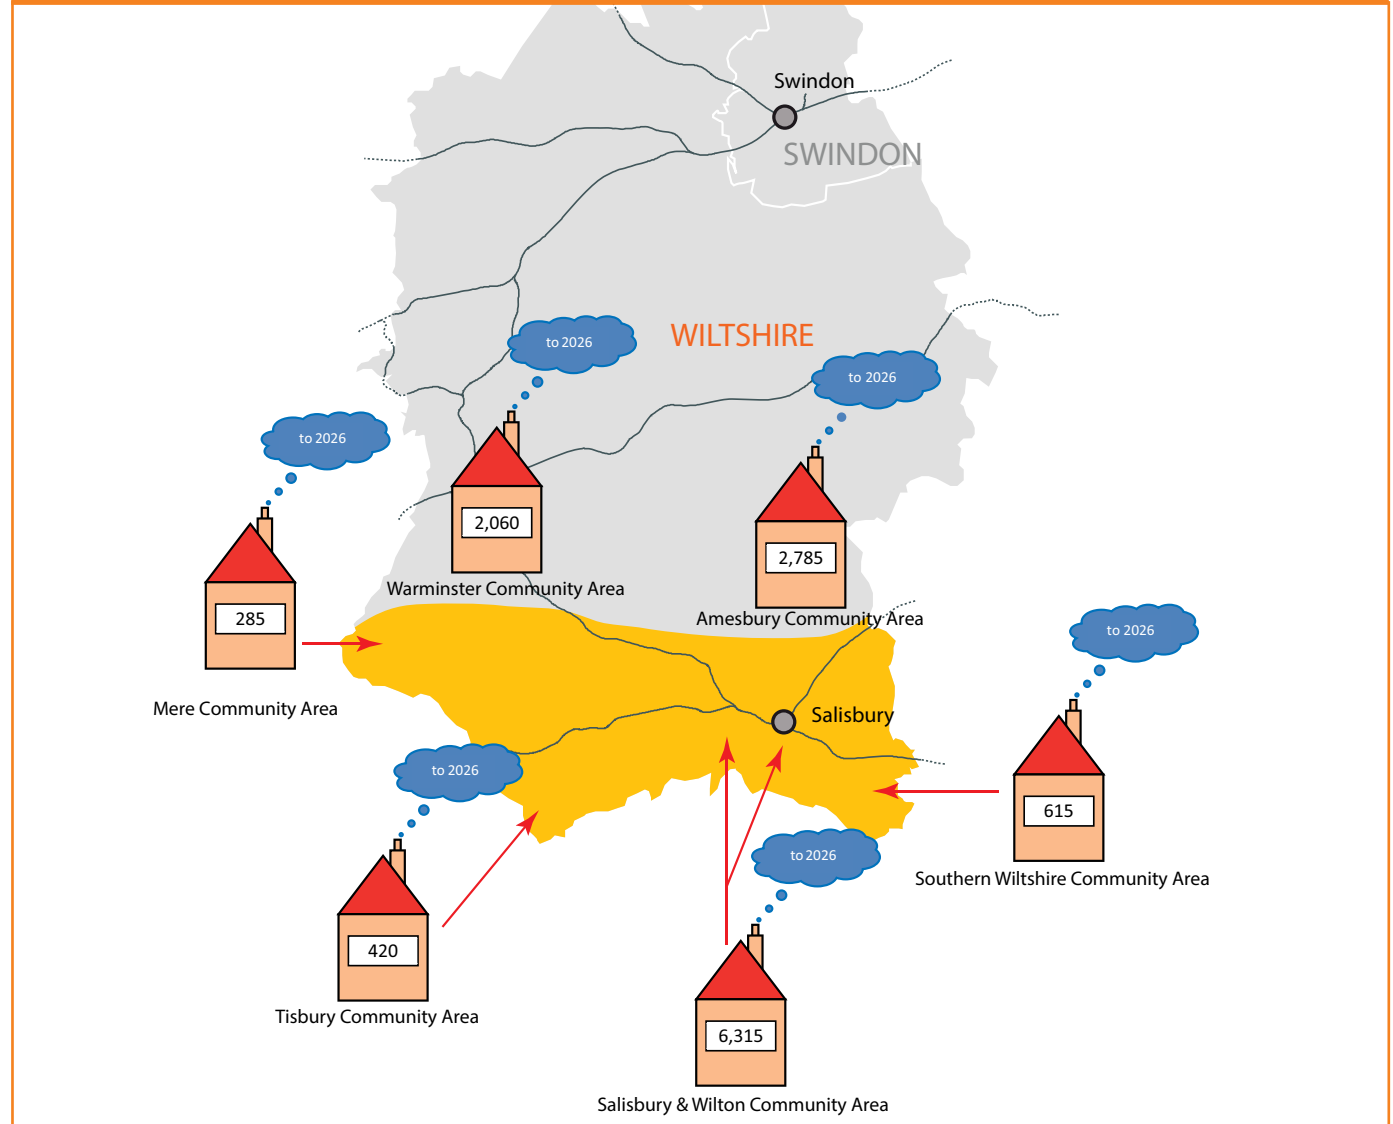 Swindon
SWINDON
WILTSHIRE
to 2026
to 2026
to 2026
2,060
Warminster Community Area
2,785
Amesbury Community Area
285
Mere Community Area
to 2026
Salisbury
to 2026
615
Southern Wiltshire Community Area
to 2026
420
Tisbury Community Area
6,315
Salisbury & Wilton Community Area